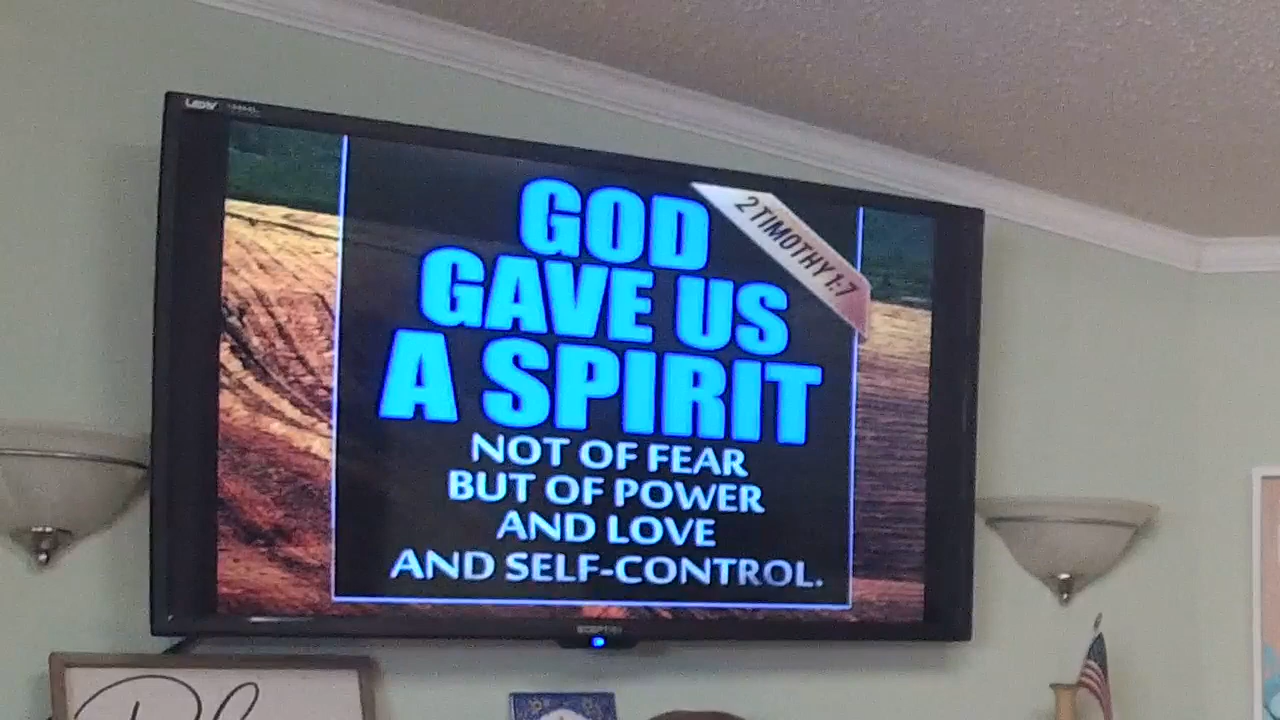 GOD
GAVE US
A SPIRIT
2 TIMOTHY 1:7
NOT OF FEAR
BUT OF POWER
AND LOVE
AND SELF-CONTROL.
SCEPTRE